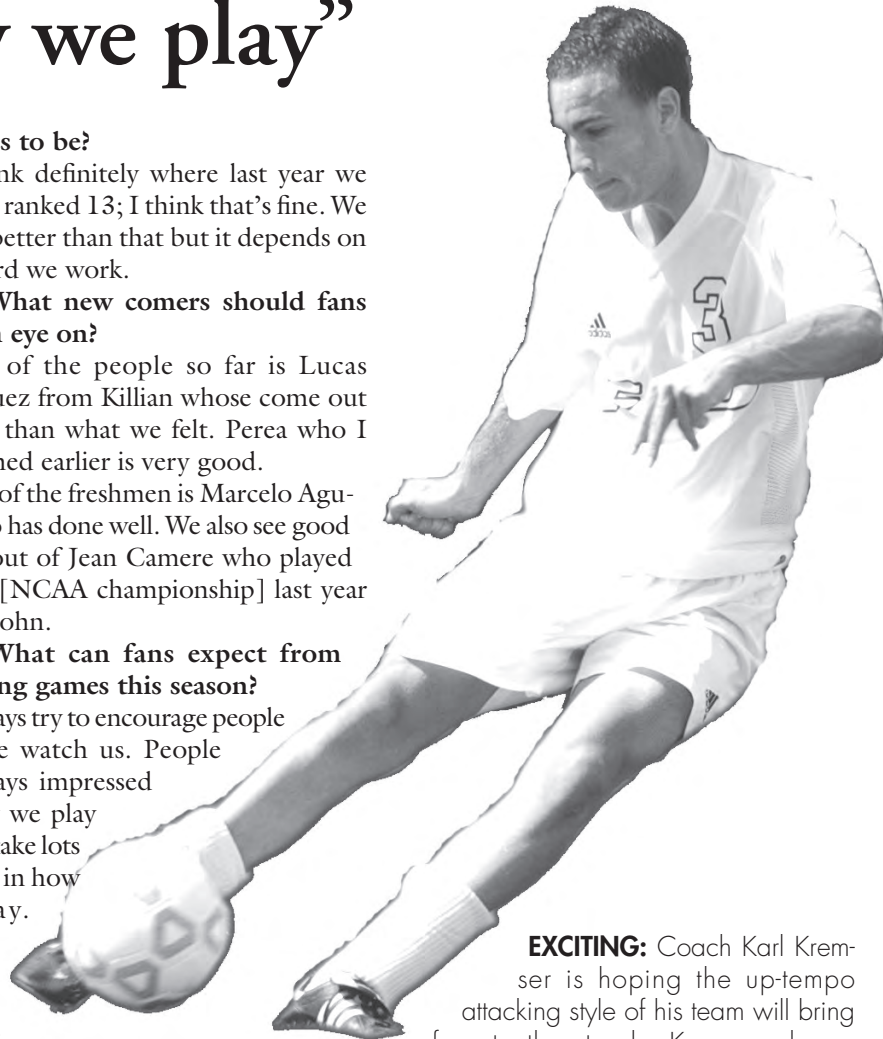 y we play”
s to be?
nk definitely where last year we
ranked 13; I think that’s fine. We
better than that but it depends on
rd we work.
What new comers should fans
n eye on?
of the people so far is Lucas
uez from Killian whose come out
than what we felt. Perea who I
ned earlier is very good.
of the freshmen is Marcelo Agu-
o has done well. We also see good
out of Jean Camere who played
[NCAA championship] last year
ohn.
What can fans expect from
ng games this season?
ays try to encourage people
e watch us. People
ays impressed
we play
ake lots
in how
ay.
adidas
3
EXCITING: Coach Karl Krem-
ser is hoping the up-tempo
attacking style of his team will bring